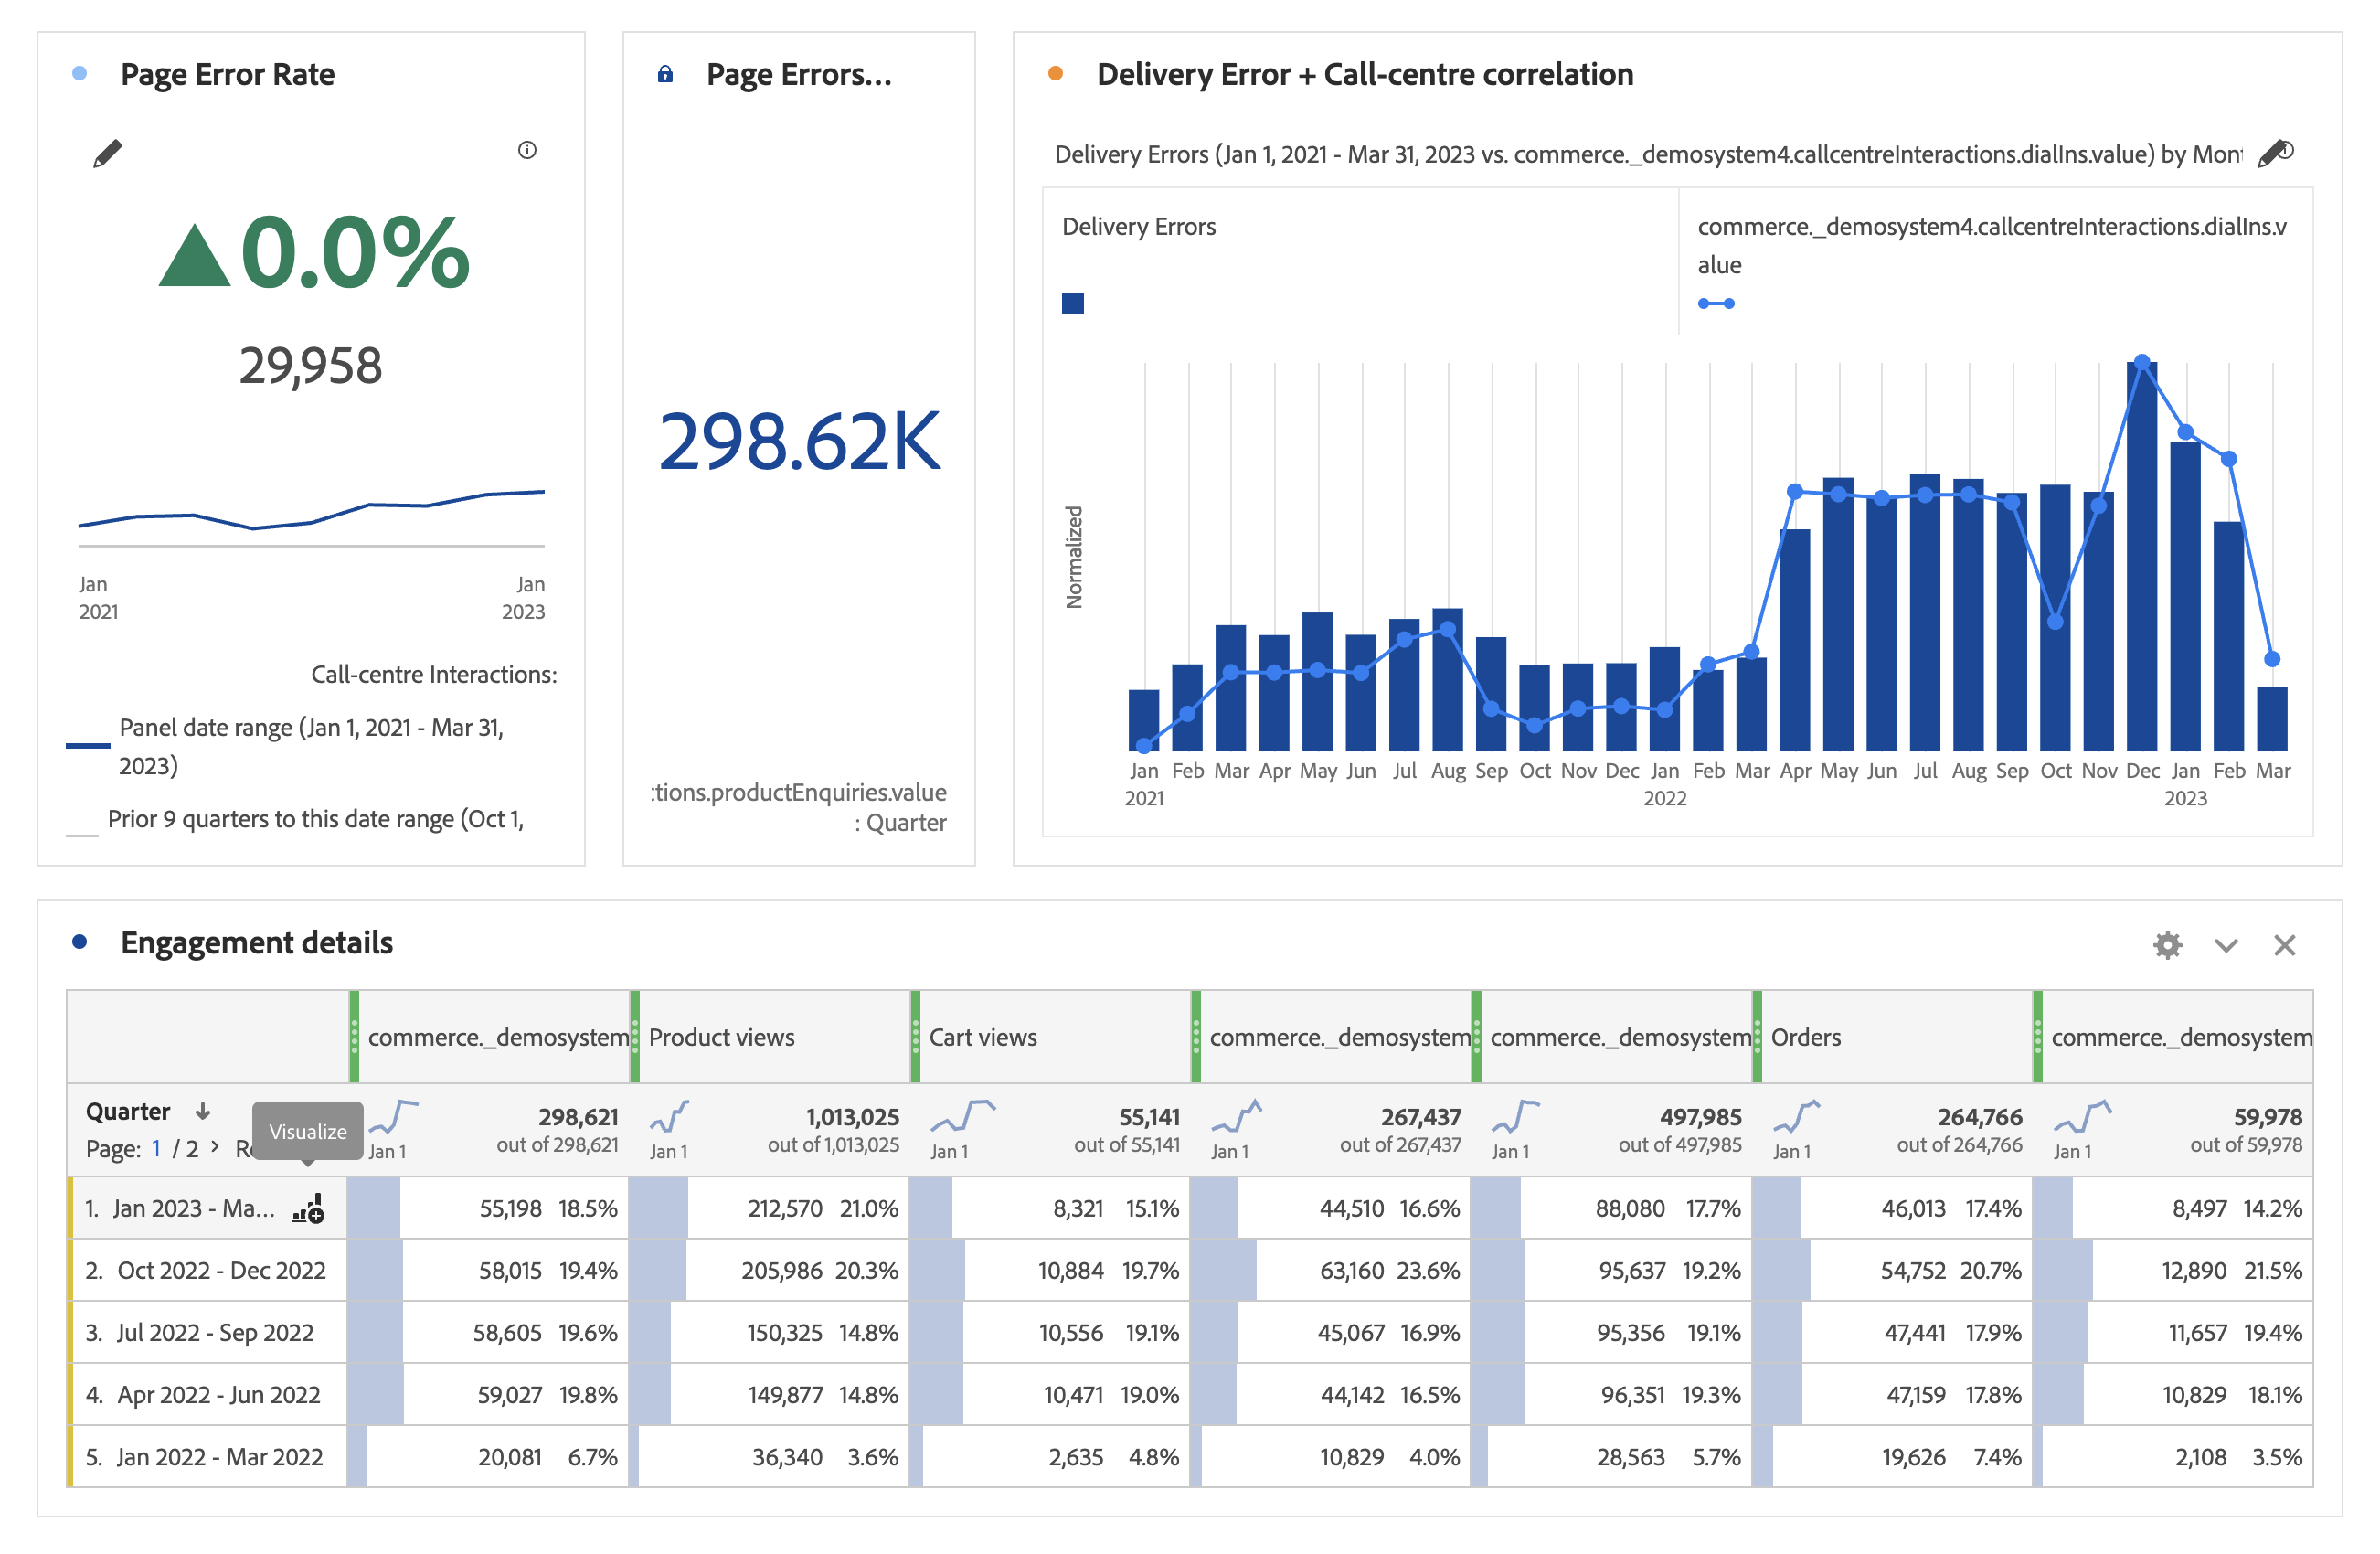 Page Error Rate
▲0.0%
29,958
Jan
2021
Jan
2023
Call-centre Interactions:
Panel date range (Jan 1, 2021 - Mar 31,
2023)
Prior 9 quarters to this date range (Oct 1,
Page Errors...
298.62K
:tions.productEnquiries.value
: Quarter
Delivery Error + Call-centre correlation
Delivery Errors (Jan 1, 2021 - Mar 31, 2023 vs. commerce._demosystem4.callcentreInteractions.dialIns.value) by Mont
Delivery Errors
commerce._demosystem4.callcentreInteractions.dialIns.v
alue
Normalized
Jan Feb Mar Apr May Jun Jul Aug Sep Oct Nov Dec Jan Feb Mar Apr May Jun Jul Aug Sep Oct Nov Dec Jan Feb Mar
2021 2022 2023
Engagement details
commerce._demosystem Product views Cart views commerce._demosystem commerce._demosystem Orders commerce._demosystem
Quarter ↓ 298,621 1,013,025 55,141 267,437 497,985 264,766 59,978
Visualize
Page: 1 / 2 > Jan 1 out of 298,621 Jan 1 out of 1,013,025 Jan 1 out of 55,141 Jan 1 out of 267,437 Jan 1 out of 497,985 Jan 1 out of 264,766 Jan 1 out of 59,978
1. Jan 2023 - Ma... 55,198 18.5% 212,570 21.0% 8,321 15.1% 44,510 16.6% 88,080 17.7% 46,013 17.4% 8,497 14.2%
2. Oct 2022 - Dec 2022 58,015 19.4% 205,986 20.3% 10,884 19.7% 63,160 23.6% 95,637 19.2% 54,752 20.7% 12,890 21.5%
3. Jul 2022 - Sep 2022 58,605 19.6% 150,325 14.8% 10,556 19.1% 45,067 16.9% 95,356 19.1% 47,441 17.9% 11,657 19.4%
4. Apr 2022 - Jun 2022 59,027 19.8% 149,877 14.8% 10,471 19.0% 44,142 16.5% 96,351 19.3% 47,159 17.8% 10,829 18.1%
5. Jan 2022 - Mar 2022 20,081 6.7% 36,340 3.6% 2,635 4.8% 10,829 4.0% 28,563 5.7% 19,626 7.4% 2,108 3.5%